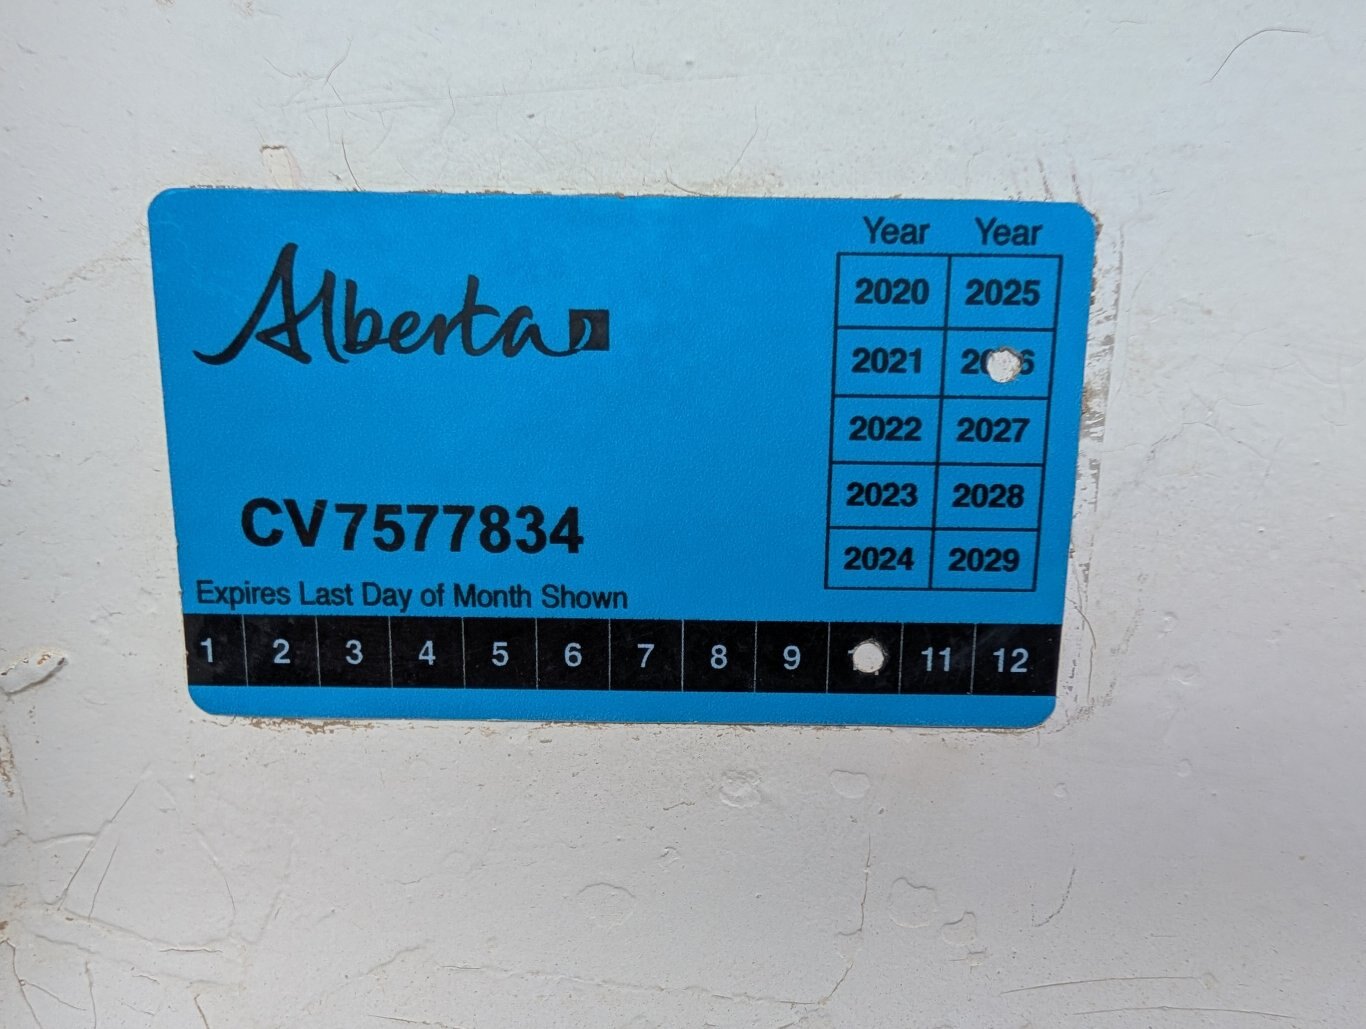 Alberta
Year Year
2020 2025
2021
2022 2027
2023 2028
2024 2029
CV7577834
Expires Last Day of Month Shown
1 2 3 4 5 6 7 8 9 11 12